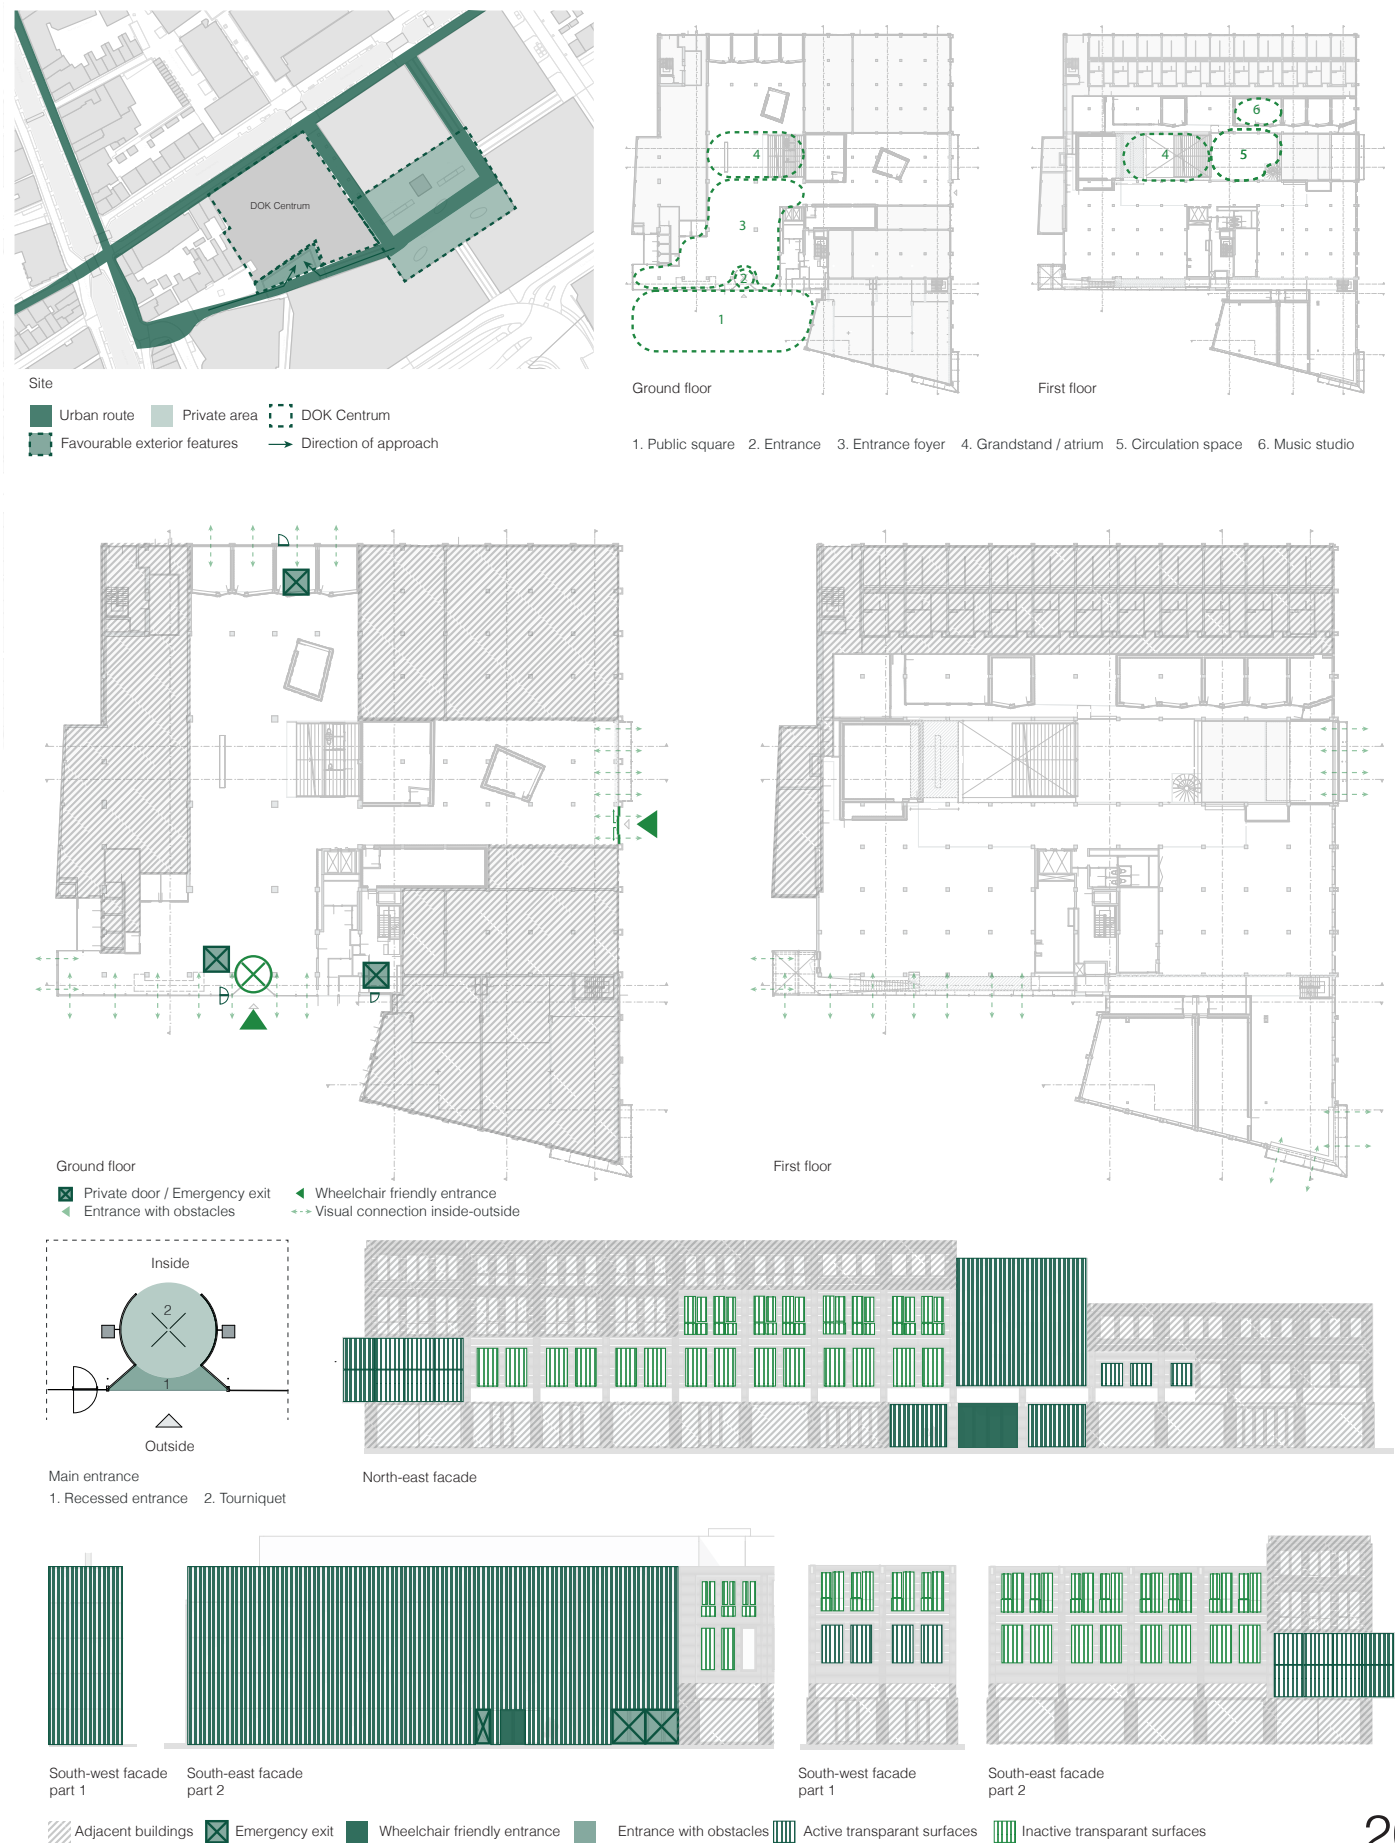 DOK Centrum
Site
Urban route Private area DOK Centrum
Favourable exterior features Direction of approach
4
3
2
1
Ground floor
6
4 5
First floor
1. Public square 2. Entrance 3. Entrance foyer 4. Grandstand / atrium 5. Circulation space 6. Music studio
Ground floor
First floor
Private door / Emergency exit Wheelchair friendly entrance
Entrance with obstacles Visual connection inside-outside
Inside
2
1
Outside
Main entrance
1. Recessed entrance 2. Tourniquet
North-east facade
South-west facade
part 1
South-east facade
part 2
South-west facade
part 1
South-east facade
part 2
Adjacent buildings Emergency exit Wheelchair friendly entrance Entrance with obstacles Active transparant surfaces Inactive transparant surfaces